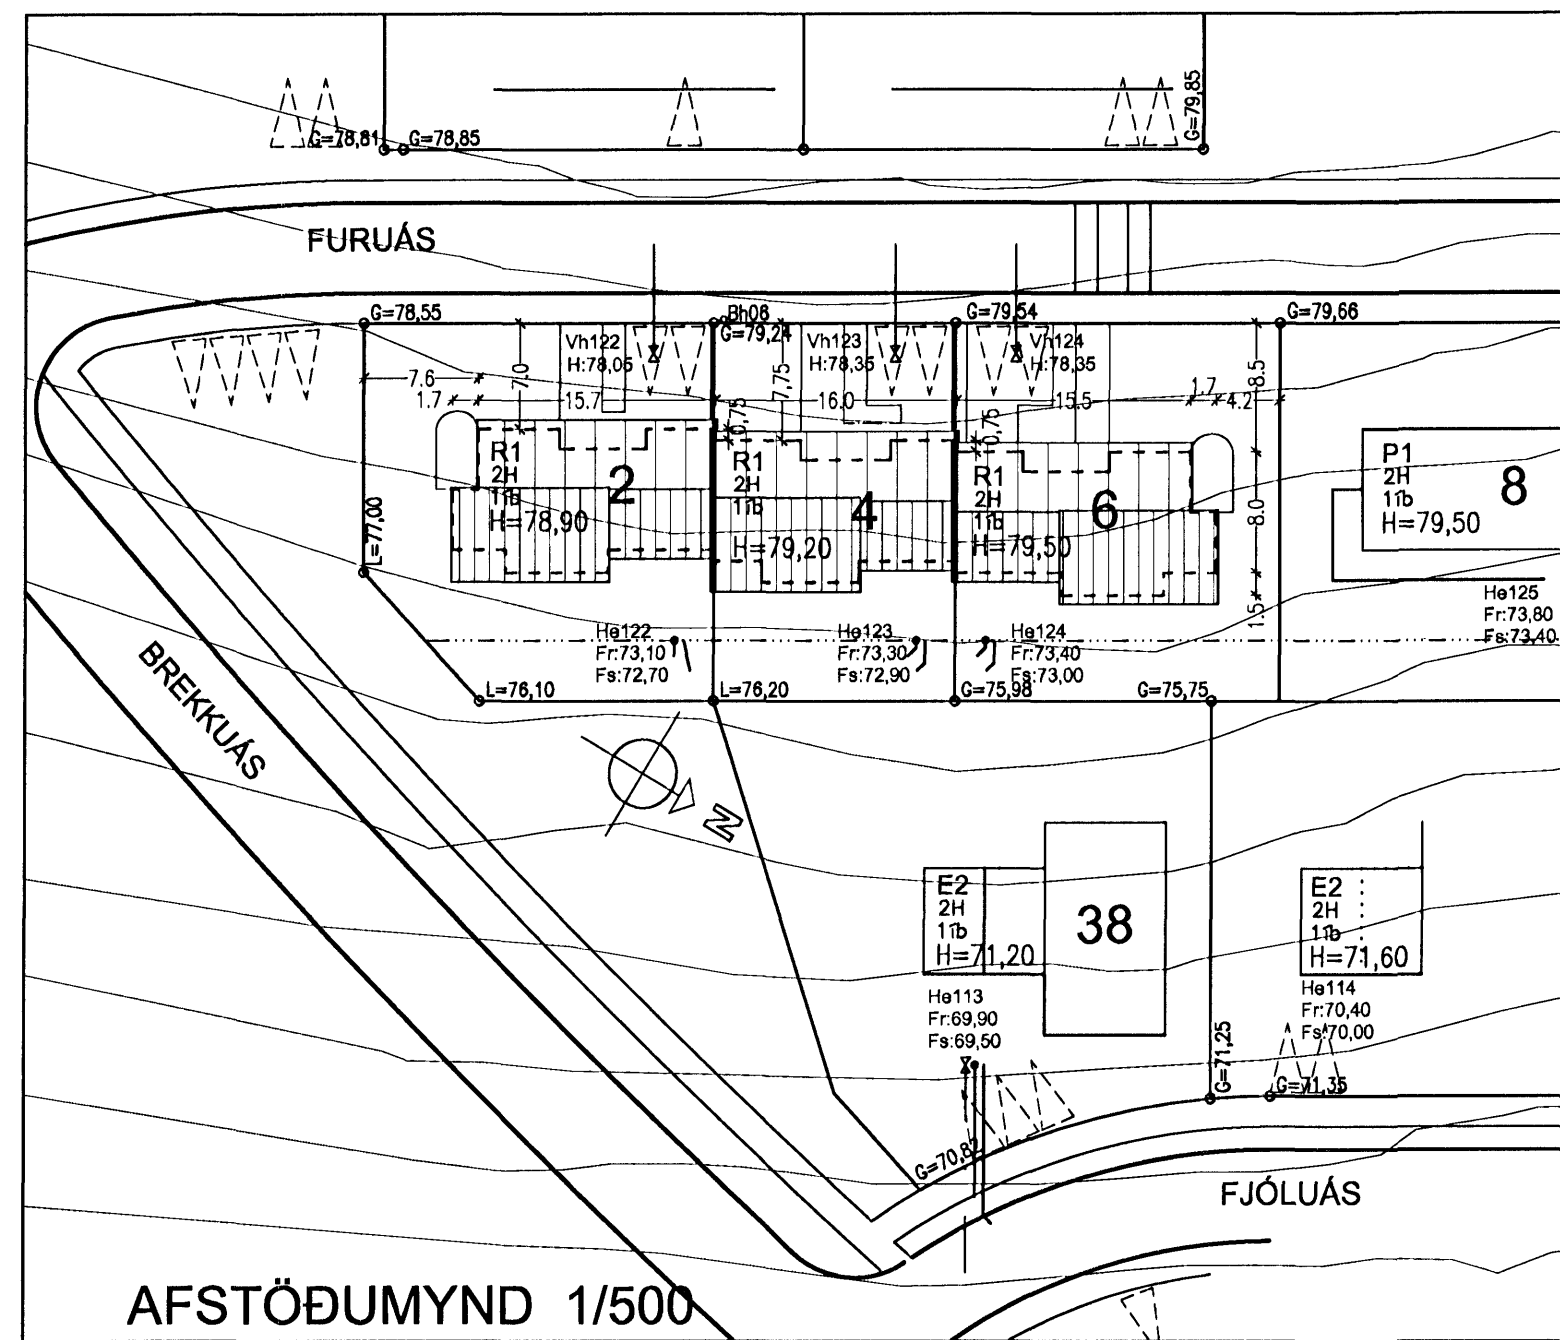 G=78,81
G=78,85
G=79,85
FURUÁS
G=78,55
Bh08
G=79,24
G=79,54
G=79,66
Vh122
H:78,05
Vh123
H:78,35
Vh124
H:78,35
7.6
7.0
7,75
1.7
8.5
1.7
15.7
16.0
15.5
4.2
0,75
0,75
R1
2H
1íb
H=78,90
2
R1
2H
1íb
H=79,20
4
R1
2H
1íb
H=79,50
6
8.0
1.5
P1
2H
1íb
H=79,50
8
L=77,00
He122
Fr:73,10
Fs:72,70
He123
Fr:73,30
Fs:72,90
He124
Fr:73,40
Fs:73,00
He125
Fr:73,80
Fs:73,40
L=76,10
L=76,20
G=75,98
G=75,75
BREKKUÁS
N
E2
2H
1íb
H=71,20
38
He113
Fr:69,90
Fs:69,50
E2
2H
1íb
H=71,60
He114
Fr:70,40
Fs:70,00
G=71,25
G=71,35
G=70,82
FJÓLUÁS
AFSTÖÐUMYND 1/500